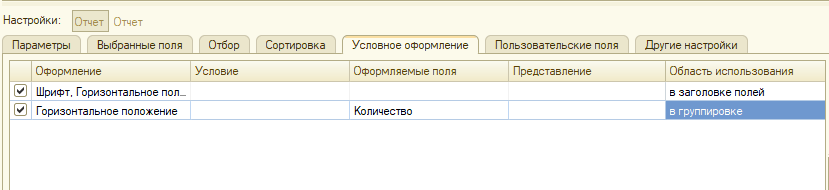 Настройки: Отчет Отчет
Параметры Выбранные поля Отбор Сортировка Условное оформление Пользовательские поля Другие настройки
Оформление Условие Оформляемые поля Представление Область использования
Шрифт, Горизонтальное пол... в заголовке полей
Горизонтальное положение Количество в группировке